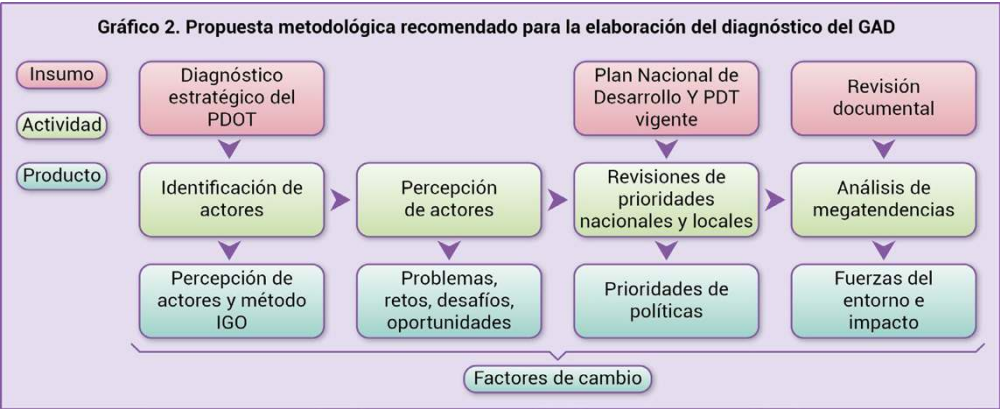 Gráfico 2. Propuesta metodológica recomendado para la elaboración del diagnóstico del GAD
Insumo
Actividad
Producto
Diagnóstico
estratégico del
PDOT
Plan Nacional de
Desarrollo Y PDT
vigente
Revisión
documental
Identificación de
actores
Percepción
de actores
Revisiones de
prioridades
nacionales y locales
Análisis de
megatendencias
Percepción de
actores y método
IGO
Problemas,
retos, desafíos,
oportunidades
Prioridades de
políticas
Fuerzas del
entorno e
impacto
Factores de cambio